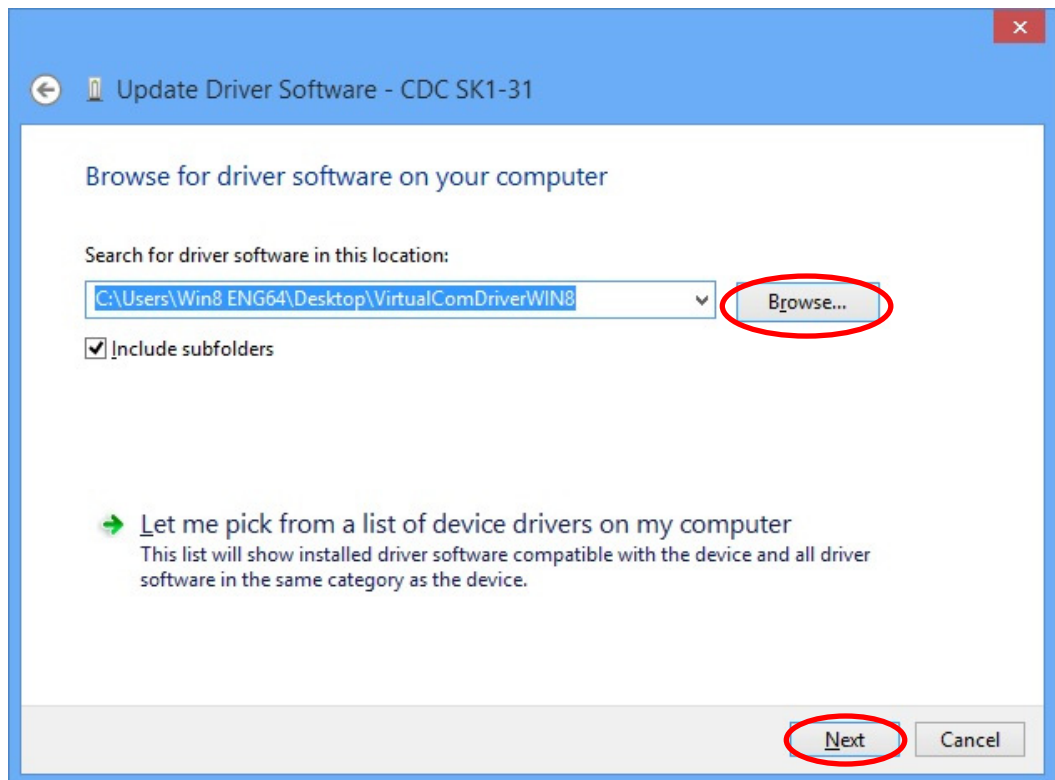 Update Driver Software - CDC SK1-31
Browse for driver software on your computer
Search for driver software in this location:
C:\Users\Win8 ENG64\Desktop\VirtualComDriverWIN8
Browse...
Include subfolders
Let me pick from a list of device drivers on my computer
This list will show installed driver software compatible with the device and all driver
software in the same category as the device.
Next
Cancel